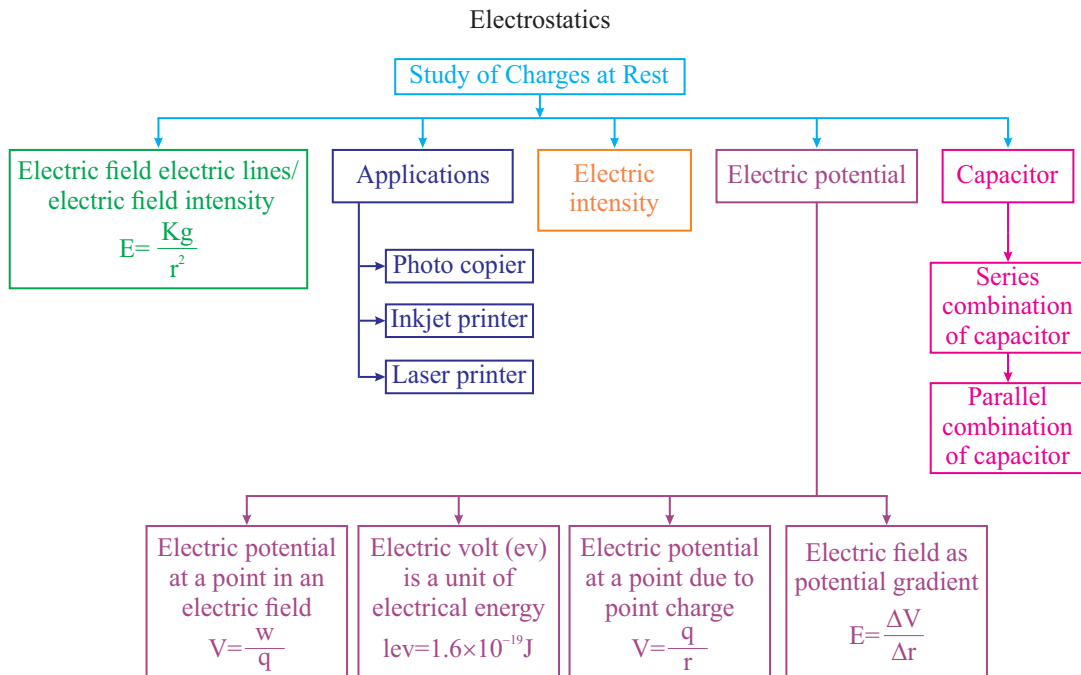 Electrostatics
Study of Charges at Rest
Electric field electric lines/
electric field intensity
E= Kg/r²
Applications
Photo copier
Inkjet printer
Laser printer
Electric
intensity
Electric potential
Capacitor
Series
combination
of capacitor
Parallel
combination
of capacitor
Electric potential
at a point in an
electric field
V= w/q
Electric volt (ev)
is a unit of
electrical energy
lev=1.6×10⁻¹⁹J
Electric potential
at a point due to
point charge
V= q/r
Electric field as
potential gradient
E= ΔV/Δr